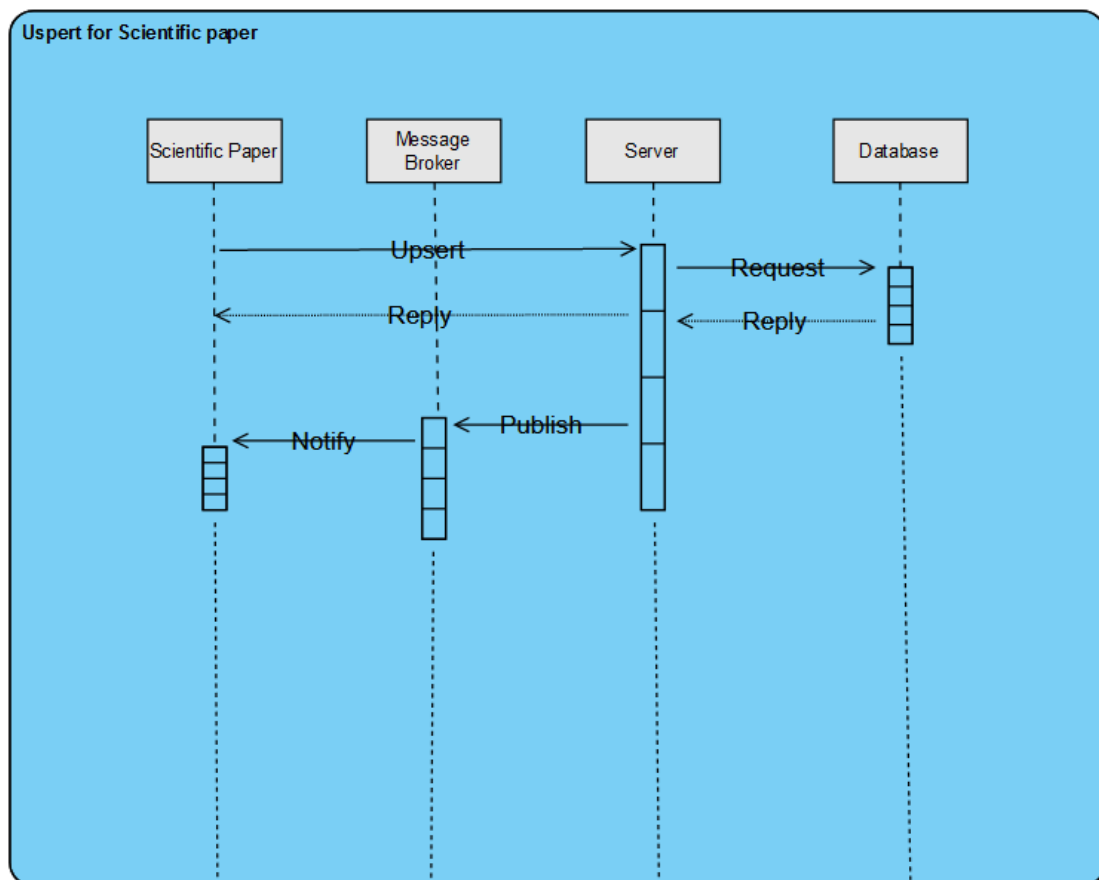 Uspert for Scientific paper
Scientific Paper
Message
Broker
Server
Database
Upsert
Request
Reply
Reply
Publish
Notify